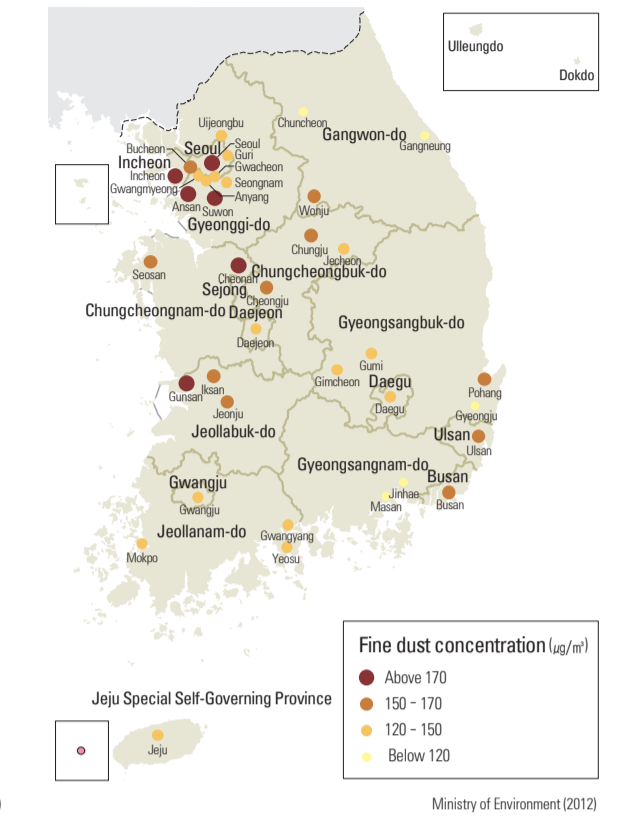 Ulleungdo
Dokdo
Uijeongbu
Chuncheon
Gangwon-do
Gangneung
Bucheon
Seoul
Seoul
Guri
Incheon
Gwacheon
Incheon
Seongnam
Gwangmyeong
Anyang
Ansan
Suwon
Wonju
Gyeonggi-do
Chungju
Jecheon
Seosan
Cheonan
Chungcheongbuk-do
Sejong
Cheongju
Chungcheongnam-do
Daejeon
Gyeongsangbuk-do
Daejeon
Gumi
Gimcheon
Daegu
Pohang
Gunsan
Iksan
Daegu
Jeonju
Gyeongju
Jeollabuk-do
Ulsan
Ulsan
Gyeongsangnam-do
Busan
Gwangju
Jinhae
Masan
Busan
Gwangju
Jeollanam-do
Gwangyang
Mokpo
Yeosu
Fine dust concentration (µg/m³)
Above 170
150 - 170
120 - 150
Below 120
Jeju Special Self-Governing Province
Jeju
Ministry of Environment (2012)